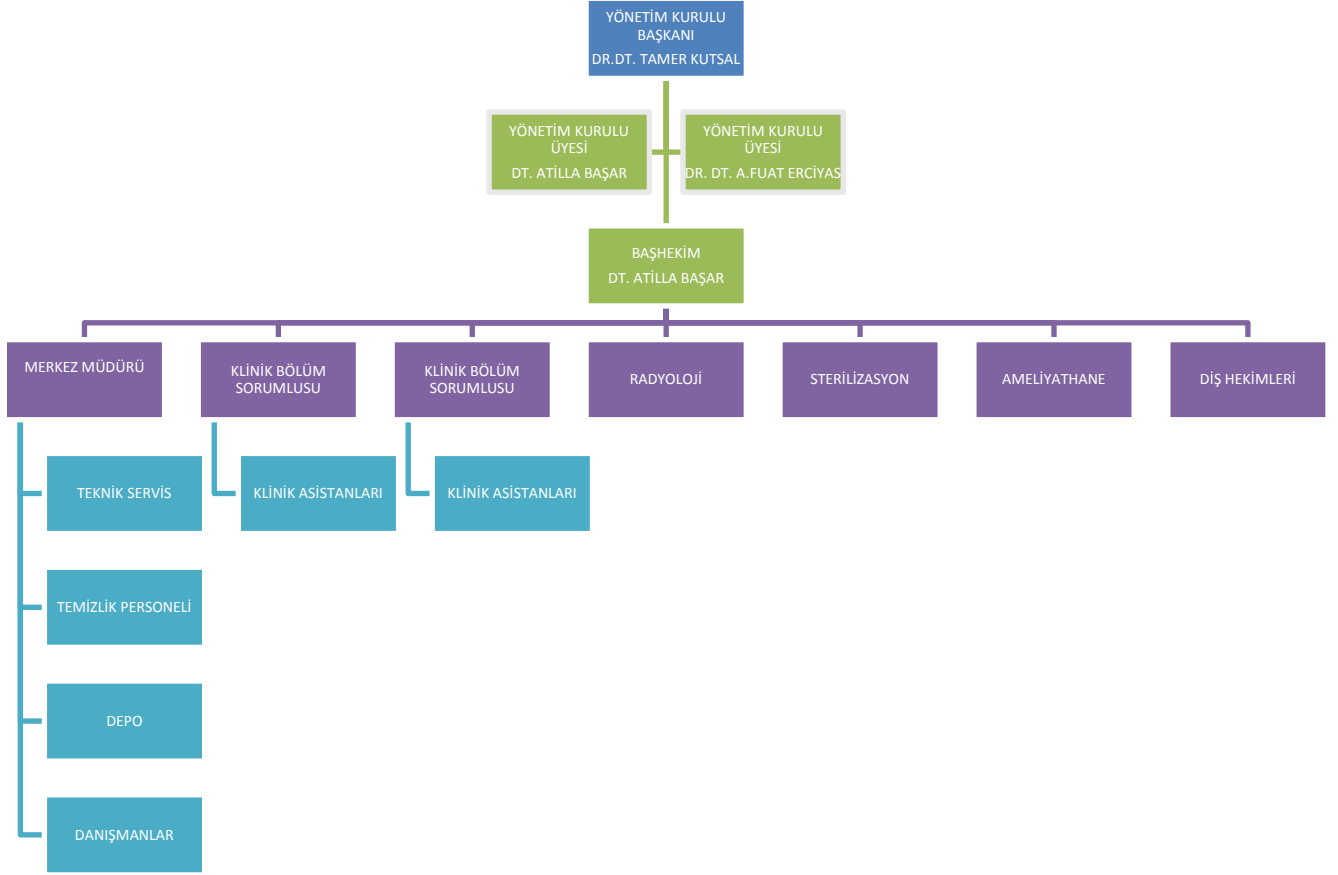 YÖNETİM KURULU
BAŞKANI
DR.DT. TAMER KUTSAL
YÖNETİM KURULU
ÜYESİ
DT. ATİLLA BAŞAR
YÖNETİM KURULU
ÜYESİ
DR. DT. A.FUAT ERCİYAS
BAŞHEKİM
DT. ATİLLA BAŞAR
MERKEZ MÜDÜRÜ
KLİNİK BÖLÜM
SORUMLUSU
KLİNİK BÖLÜM
SORUMLUSU
RADYOLOJİ
STERİLİZASYON
AMELİYATHANE
DİŞ HEKİMLERİ
TEKNİK SERVİS
KLİNİK ASİSTANLARI
KLİNİK ASİSTANLARI
TEMİZLİK PERSONELİ
DEPO
DANIŞMANLAR